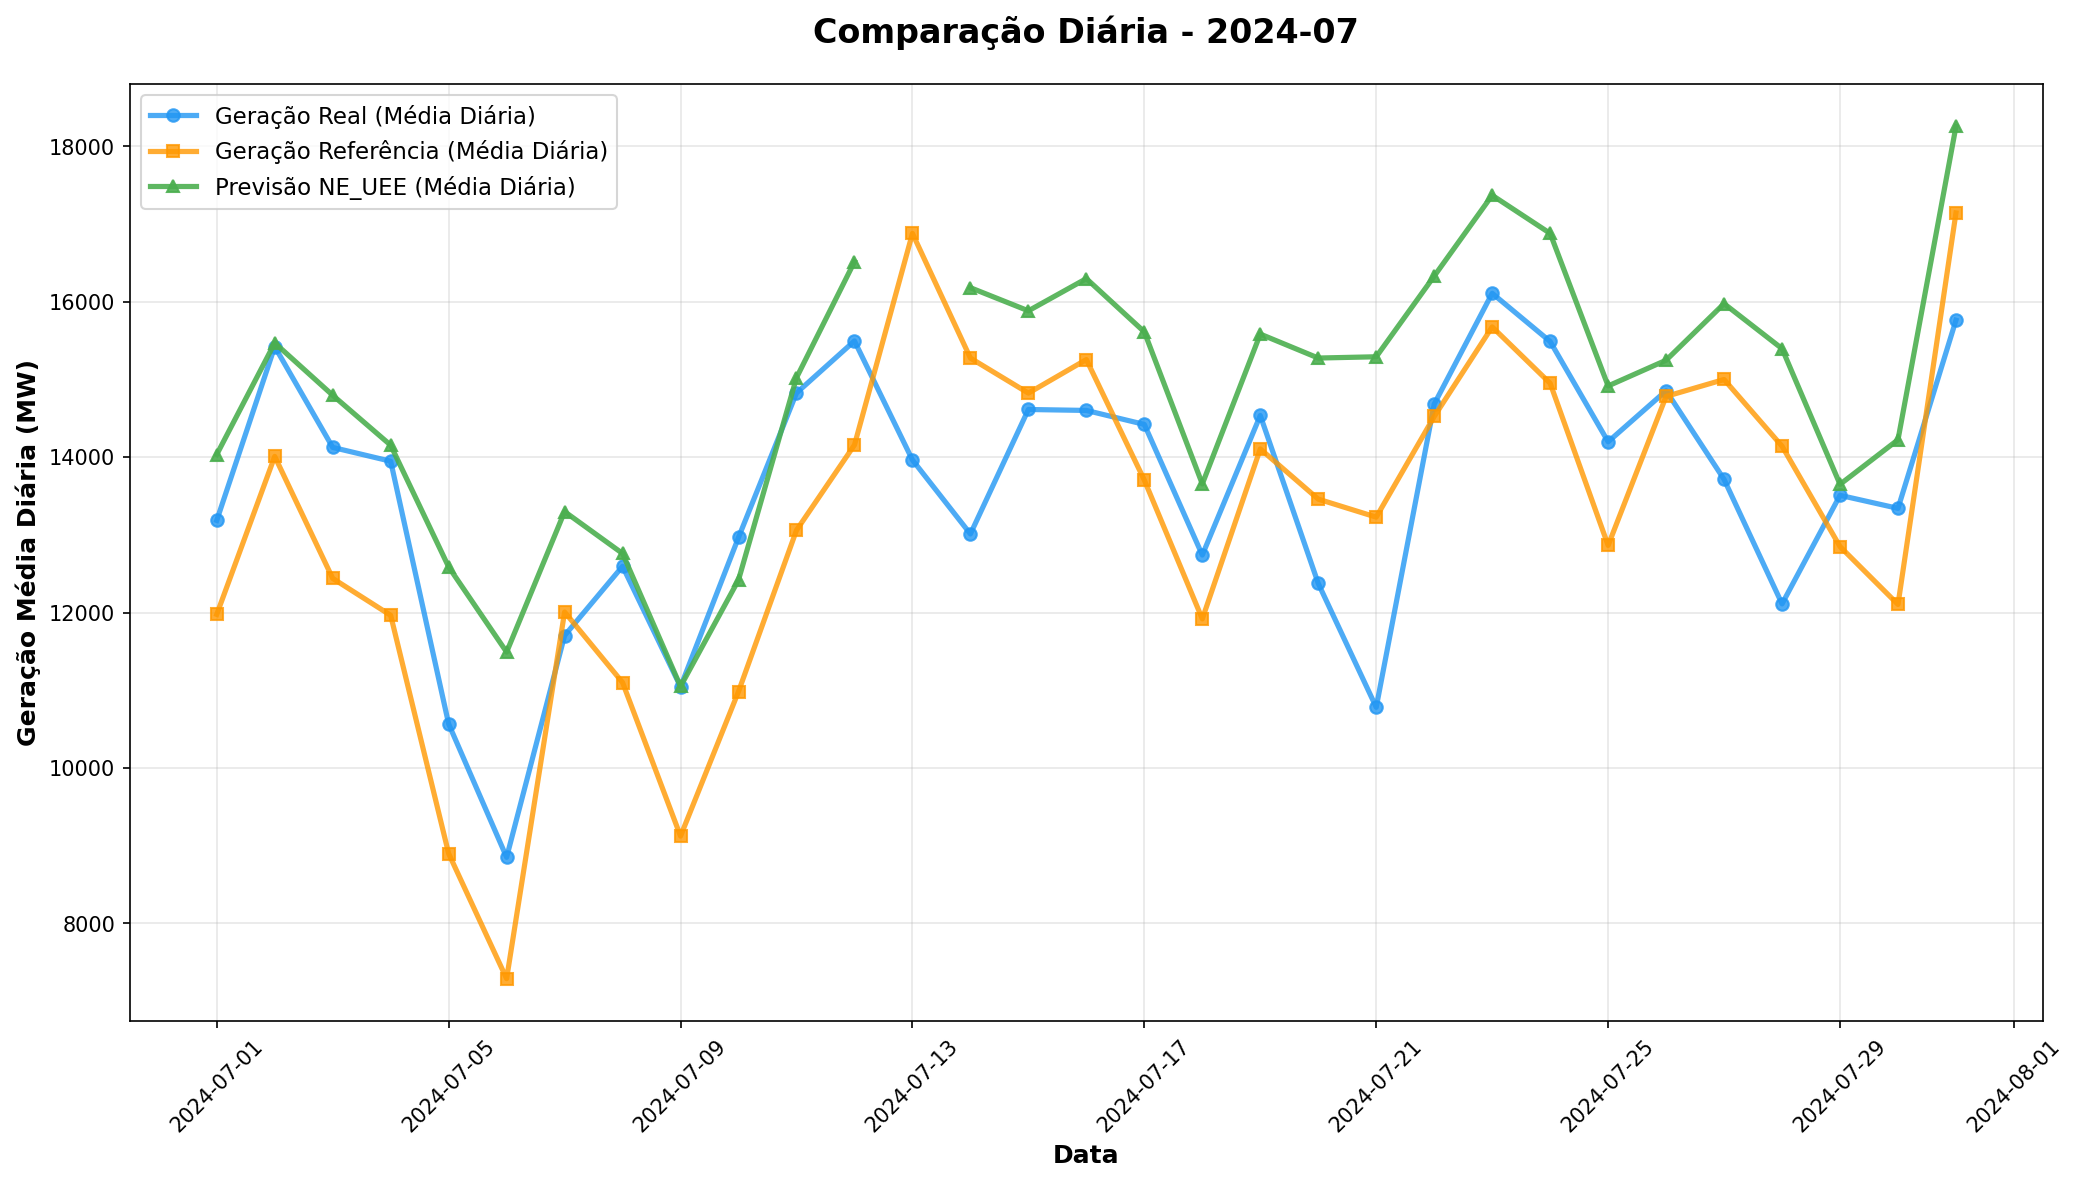 Comparação Diária - 2024-07
Geração Real (Média Diária)
Geração Referência (Média Diária)
Previsão NE_UEE (Média Diária)
Geração Média Diária (MW)
18000
16000
14000
12000
10000
8000
2024-07-01
2024-07-05
2024-07-09
2024-07-13
2024-07-17
2024-07-21
2024-07-25
2024-07-29
2024-08-01
Data